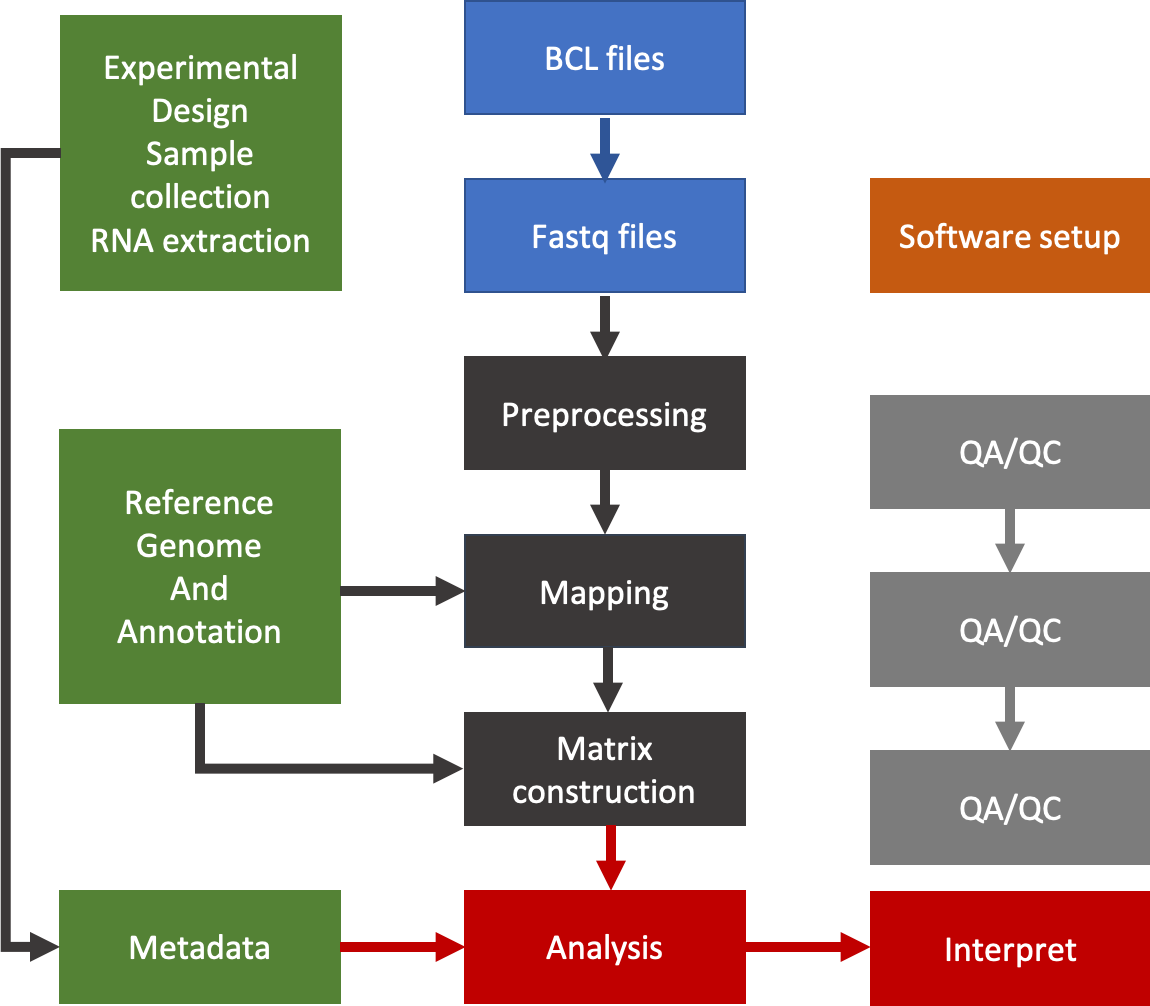 Experimental
Design
Sample
collection
RNA extraction
BCL files
Fastq files
Software setup
Preprocessing
QA/QC
Reference
Genome
And
Annotation
Mapping
QA/QC
Matrix
construction
QA/QC
Metadata
Analysis
Interpret